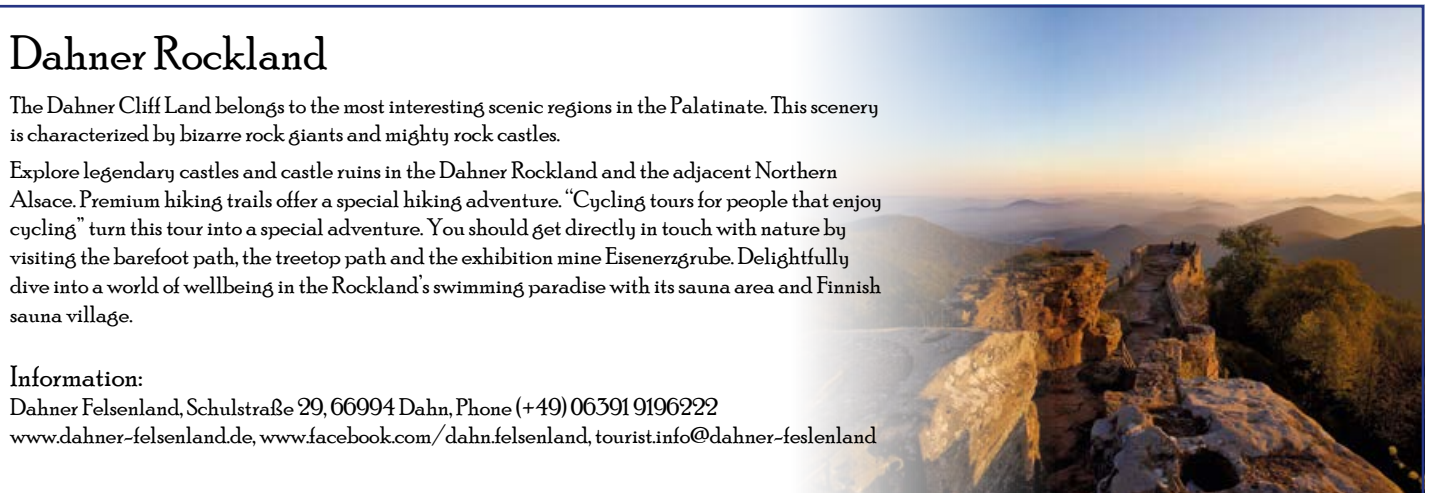 Dahner Rockland
The Dahner Cliff Land belongs to the most interesting scenic regions in the Palatinate. This scenery
is characterized by bizarre rock giants and mighty rock castles.
Explore legendary castles and castle ruins in the Dahner Rockland and the adjacent Northern
Alsace. Premium hiking trails offer a special hiking adventure. “Cycling tours for people that enjoy
cycling” turn this tour into a special adventure. You should get directly in touch with nature by
visiting the barefoot path, the treetop path and the exhibition mine Eisenerzgrube. Delightfully
dive into a world of wellbeing in the Rockland’s swimming paradise with its sauna area and Finnish
sauna village.
Information:
Dahner Felsenland, Schulstraße 29, 66994 Dahn, Phone (+49) 06391 9196222
www.dahner-felsenland.de, www.facebook.com/dahn.felsenland, tourist.info@dahner-feslenland